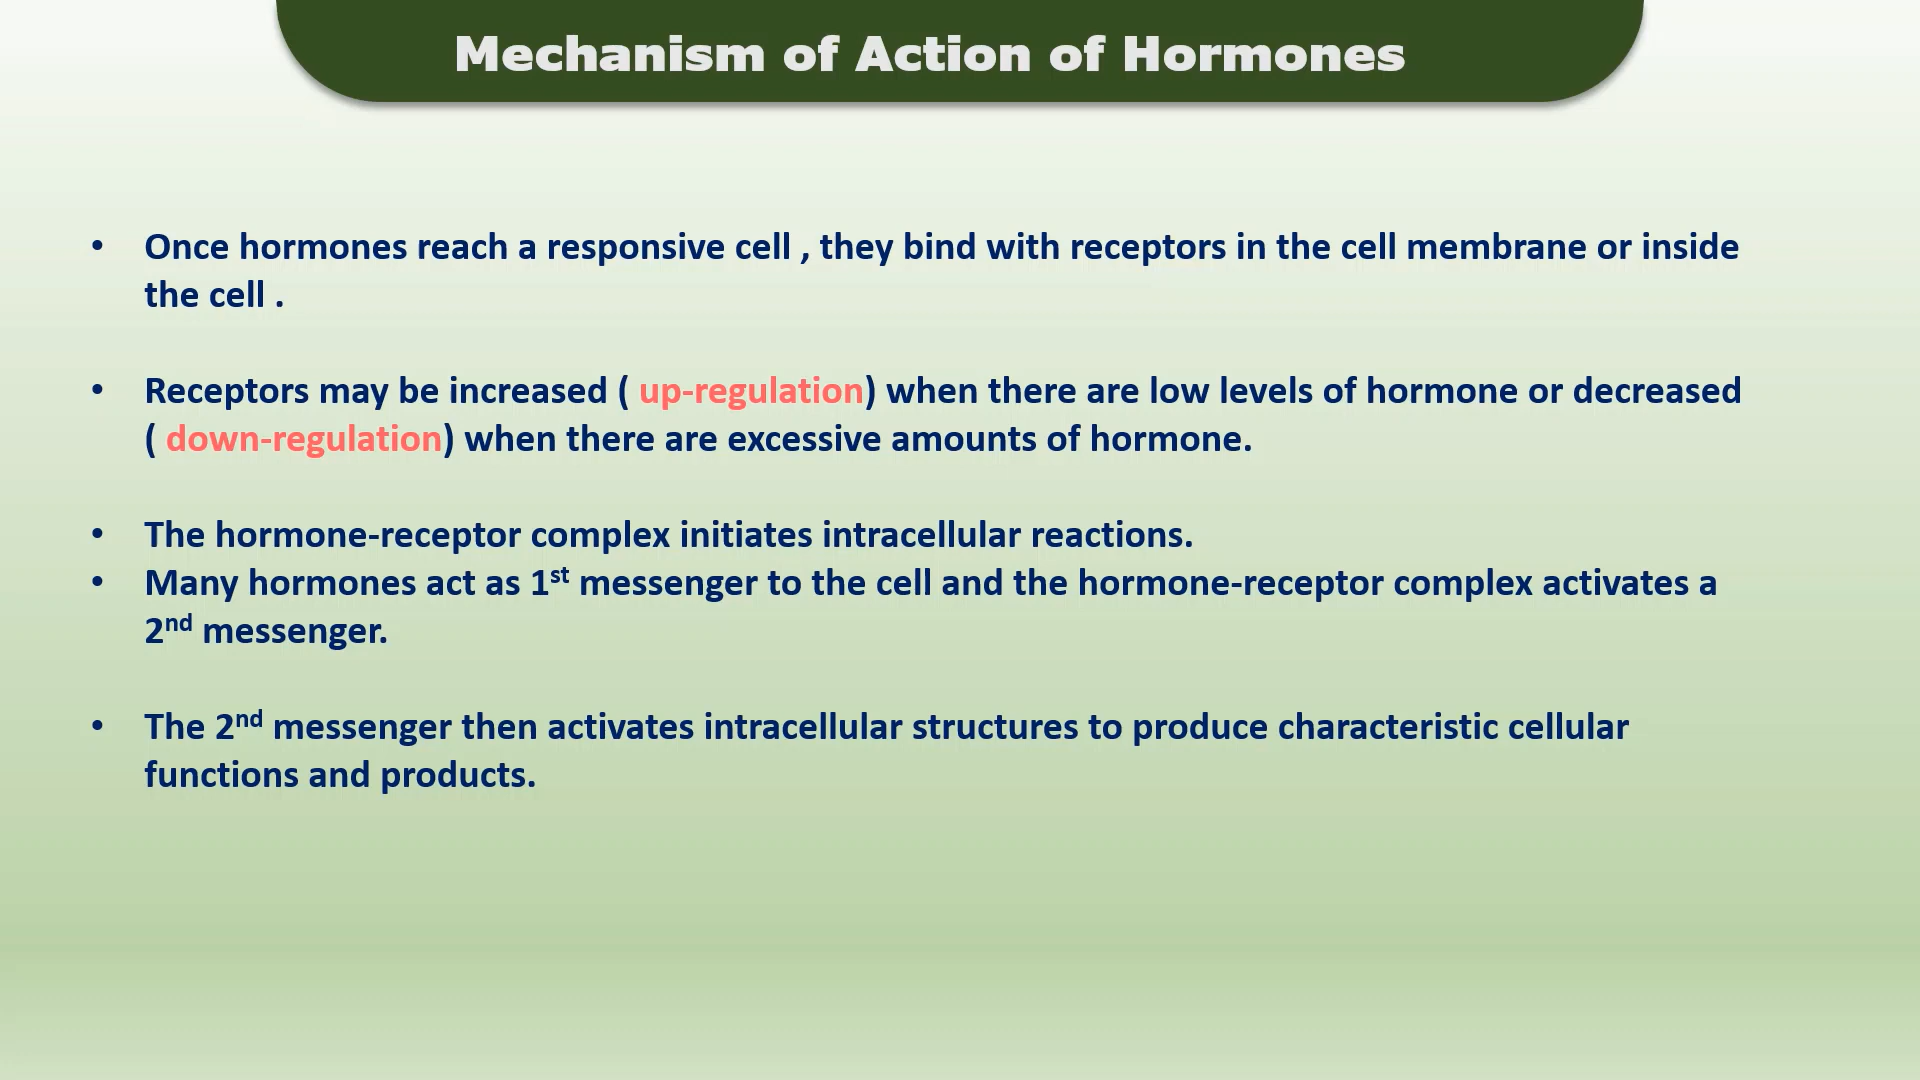 Mechanism of Action of Hormones
• Once hormones reach a responsive cell , they bind with receptors in the cell membrane or inside
the cell .
• Receptors may be increased ( up-regulation) when there are low levels of hormone or decreased
( down-regulation) when there are excessive amounts of hormone.
• The hormone-receptor complex initiates intracellular reactions.
• Many hormones act as 1st messenger to the cell and the hormone-receptor complex activates a
2nd messenger.
• The 2nd messenger then activates intracellular structures to produce characteristic cellular
functions and products.